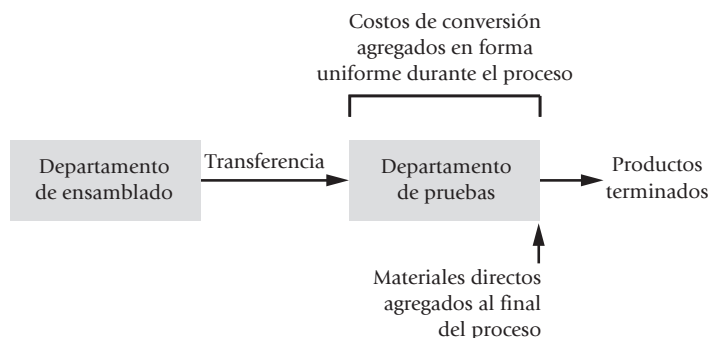 Costos de conversión
agregados en forma
uniforme durante el proceso
Departamento
de ensamblado
Transferencia
Departamento
de pruebas
Productos
terminados
Materiales directos
agregados al final
del proceso